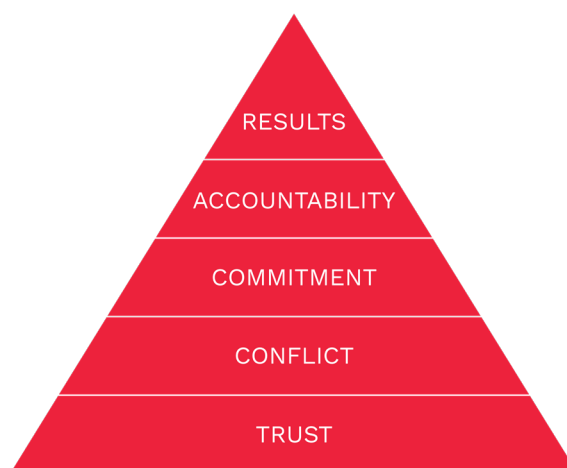 RESULTS
ACCOUNTABILITY
COMMITMENT
CONFLICT
TRUST